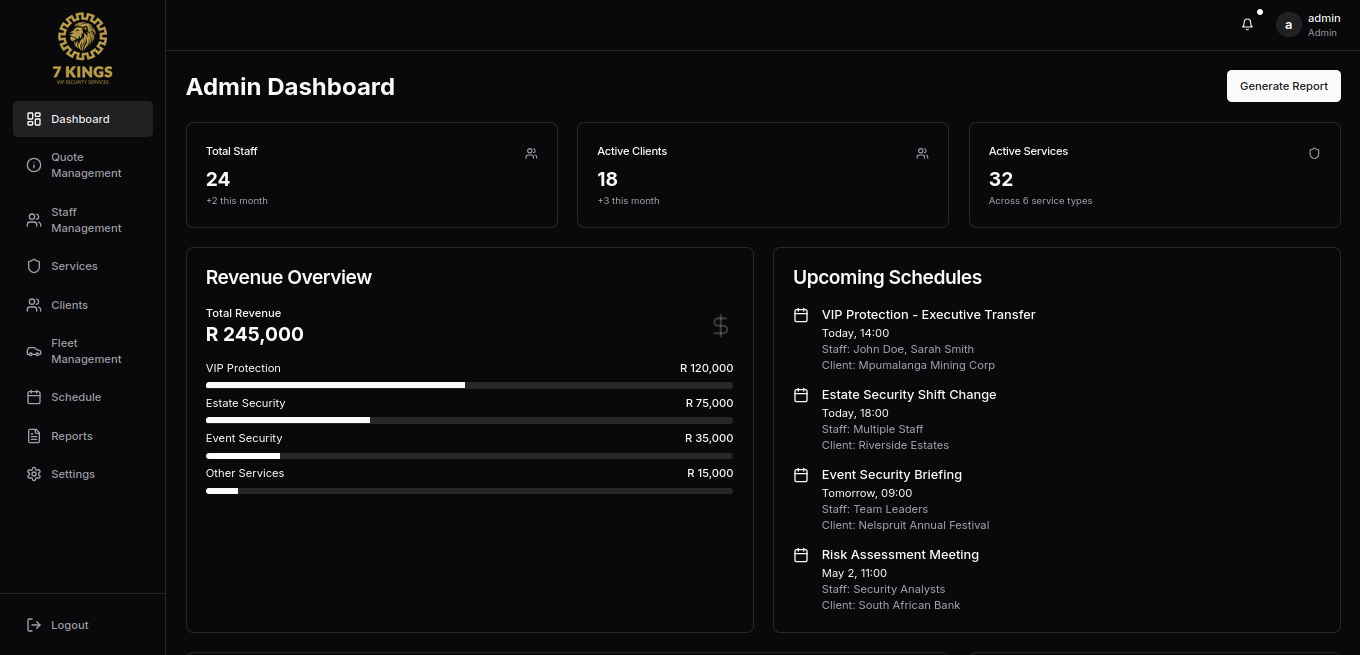 7 KINGS
VIP SECURITY SERVICES
Dashboard
Quote
Management
Staff
Management
Services
Clients
Fleet
Management
Schedule
Reports
Settings
Logout
a
admin
Admin
Admin Dashboard
Generate Report
Total Staff
24
+2 this month
Active Clients
18
+3 this month
Active Services
32
Across 6 service types
Revenue Overview
Total Revenue
R 245,000
$
VIP Protection R 120,000
Estate Security R 75,000
Event Security R 35,000
Other Services R 15,000
Upcoming Schedules
VIP Protection - Executive Transfer
Today, 14:00
Staff: John Doe, Sarah Smith
Client: Mpumalanga Mining Corp
Estate Security Shift Change
Today, 18:00
Staff: Multiple Staff
Client: Riverside Estates
Event Security Briefing
Tomorrow, 09:00
Staff: Team Leaders
Client: Nelspruit Annual Festival
Risk Assessment Meeting
May 2, 11:00
Staff: Security Analysts
Client: South African Bank